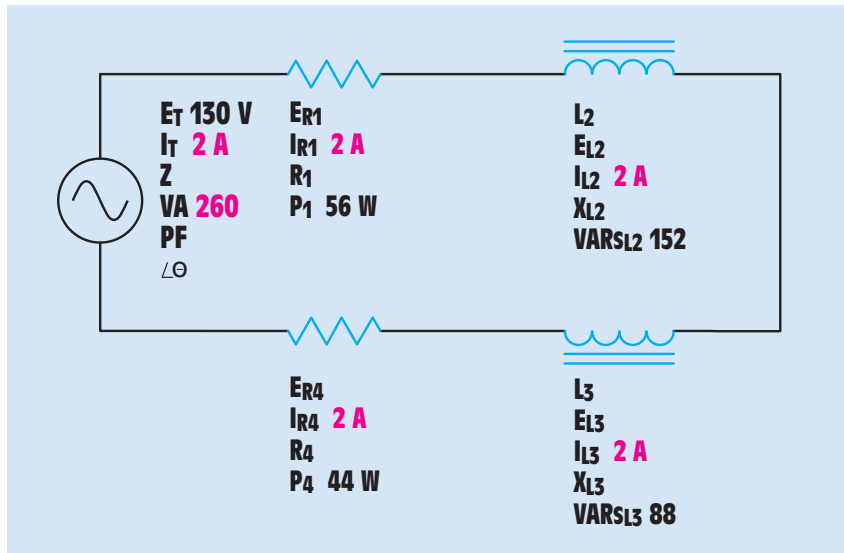 ET 130 V
IT 2 A
Z
VA 260
PF
∠Θ
ER1
IR1 2 A
R1
P1 56 W
L2
EL2
IL2 2 A
XL2
VARSL2 152
ER4
IR4 2 A
R4
P4 44 W
L3
EL3
IL3 2 A
XL3
VARSL3 88